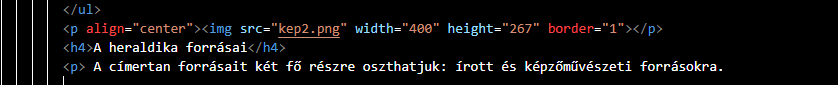 </ul>
<p align="center"><img src="kep2.png" width="400" height="267" border="1"></p>
<h4>A heraldika forrásai</h4>
<p> A címertan forrásait két fő részre oszthatjuk: írott és képzőművészeti forrásokra.